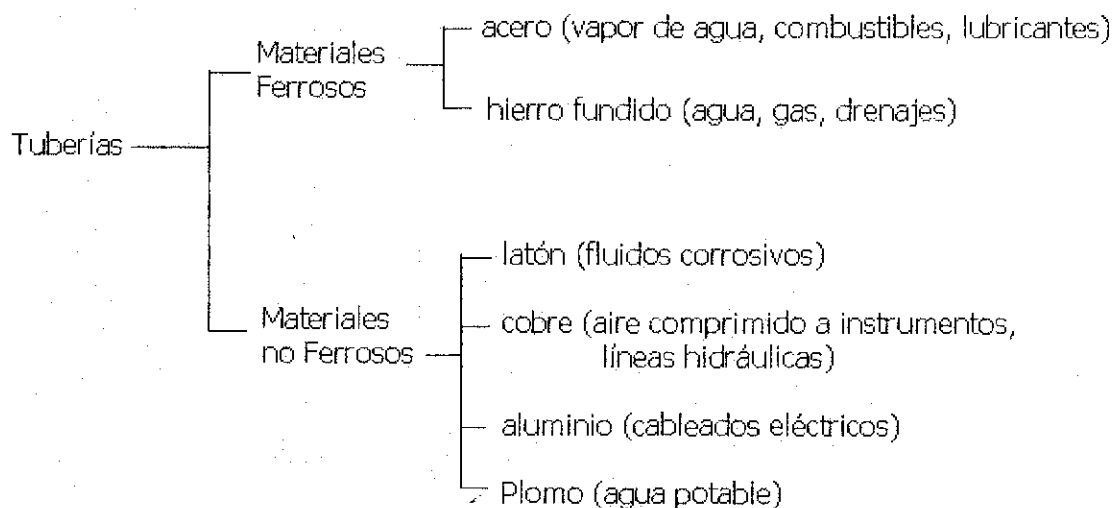 Tuberías
Materiales
Ferrosos
acero (vapor de agua, combustibles, lubricantes)
hierro fundido (agua, gas, drenajes)
Materiales
no Ferrosos
latón (fluidos corrosivos)
cobre (aire comprimido a instrumentos,
líneas hidráulicas)
aluminio (cableados eléctricos)
Plomo (agua potable)